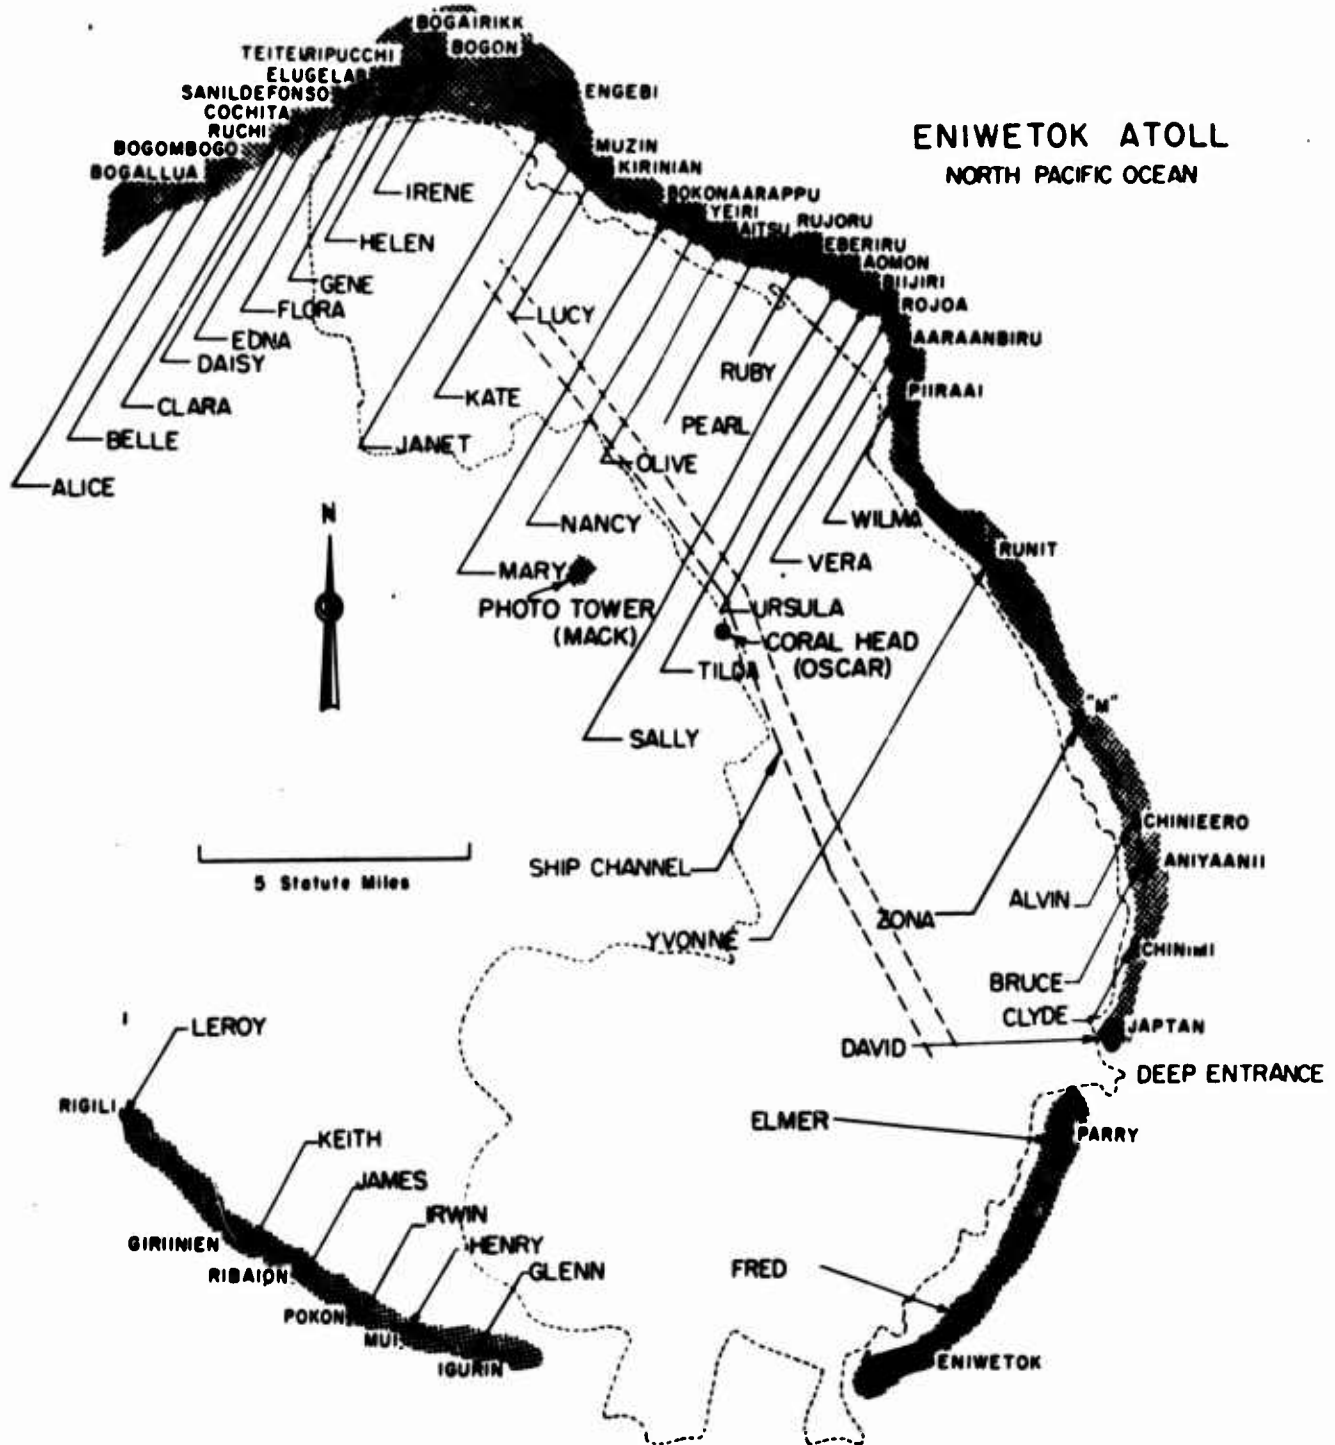 BOGAIRIKK
BOGON
TEITEIRIPUCCHI
ELUGELAB
SANILDEFONSO
COCHITA
RUCHI
BOGOMBOGO
BOGALLUA
ENGEBI
MUZIN
KIRINIAN
BOKONAARAPPU
YEIRI
AITSU
RUJORU
EBERIRU
AOMON
BIIJIRI
ROJOA
AARAANBIRU
PIIRAAI
RUNIT
"M"
CHINIEERO
ANIYAANII
CHINIMI
JAPTAN
DEEP ENTRANCE
PARRY
ENIWETOK
ENIWETOK ATOLL
NORTH PACIFIC OCEAN
IRENE
HELEN
GENE
FLORA
EDNA
DAISY
CLARA
BELLE
ALICE
LUCY
KATE
JANET
RUBY
PEARL
OLIVE
NANCY
MARY
WILMA
VERA
URSULA
TILDA
SALLY
PHOTO TOWER
(MACK)
CORAL HEAD
(OSCAR)
N
5 Statute Miles
SHIP CHANNEL
YVONNE
ZONA
ALVIN
BRUCE
CLYDE
DAVID
ELMER
FRED
LEROY
RIGILI
KEITH
JAMES
IRWIN
HENRY
GLENN
GIRIINIEN
RIBAION
POKON
MUI
IGURIN